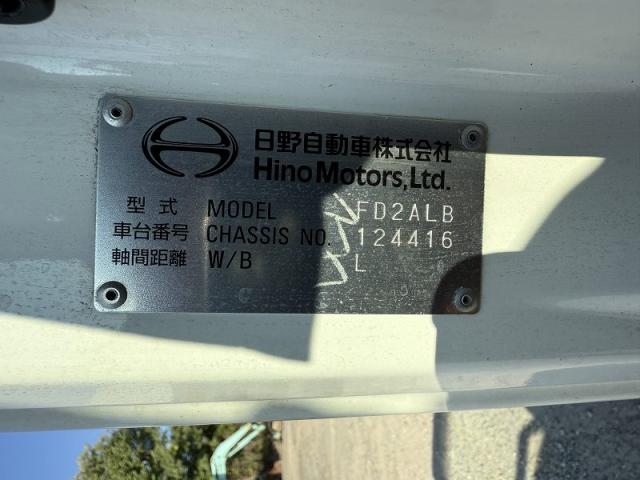 日野自動車株式会社
Hino Motors, Ltd.
型式 MODEL FD2ALB
車台番号 CHASSIS NO. 124416
軸間距離 W/B L